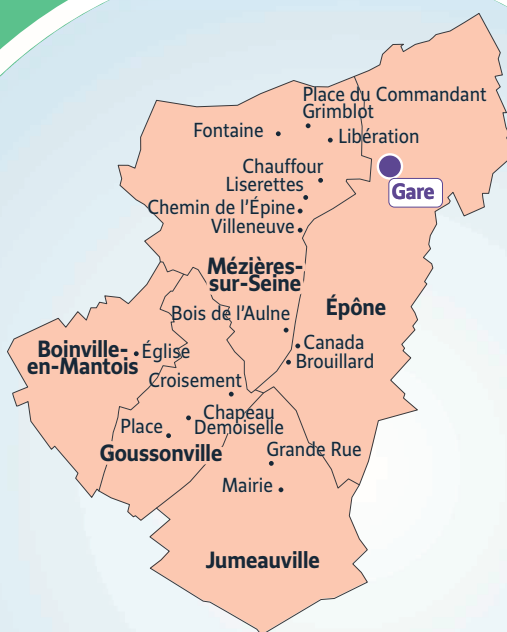 Place du Commandant
Grimblot
Fontaine
Libération
Chauffour
Gare
Liserettes
Chemin de l'Épine
Villeneuve
Mézières-
sur-Seine
Épône
Bois de l'Aulne
Canada
Boinville-
en-Mantois
Église
Brouillard
Croisement
Chapeau
Demoiselle
Place
Goussonville
Grande Rue
Mairie
Jumeauville